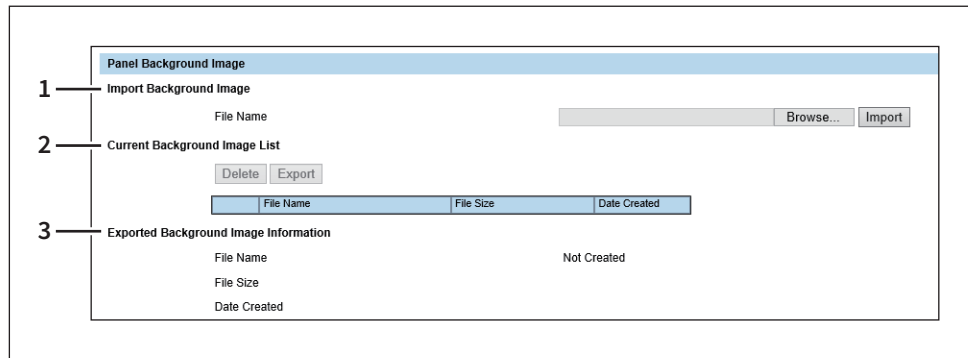 Panel Background Image
1 Import Background Image
File Name Browse... Import
2 Current Background Image List
Delete Export
File Name File Size Date Created
3 Exported Background Image Information
File Name Not Created
File Size
Date Created